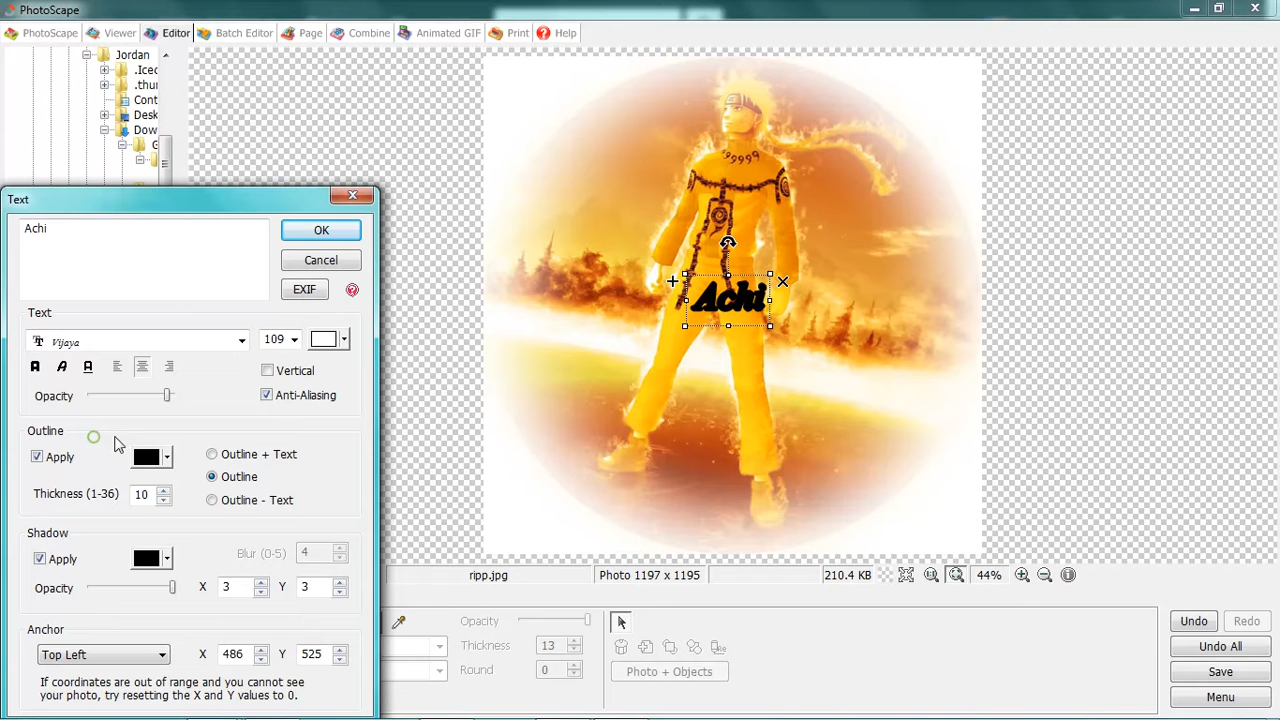 PhotoScape
PhotoScape Viewer Editor Batch Editor Page Combine Animated GIF Print Help
Jordan
.Iced
.thur
Cont
Desk
Dow
Text
Achi
OK
Cancel
EXIF
Text
Vijaya 109
A A A Vertical
Opacity Anti-Aliasing
Outline
Apply Outline + Text
Outline
Thickness (1-36) 10 Outline - Text
Shadow
Apply Blur (0-5) 4
Opacity X 3 Y 3
Anchor
Top Left X 486 Y 525
If coordinates are out of range and you cannot see
your photo, try resetting the X and Y values to 0.
Achi
ripp.jpg Photo 1197 x 1195 210.4 KB 44%
Opacity
Thickness 13
Round 0
Photo + Objects
Undo Redo
Undo All
Save
Menu